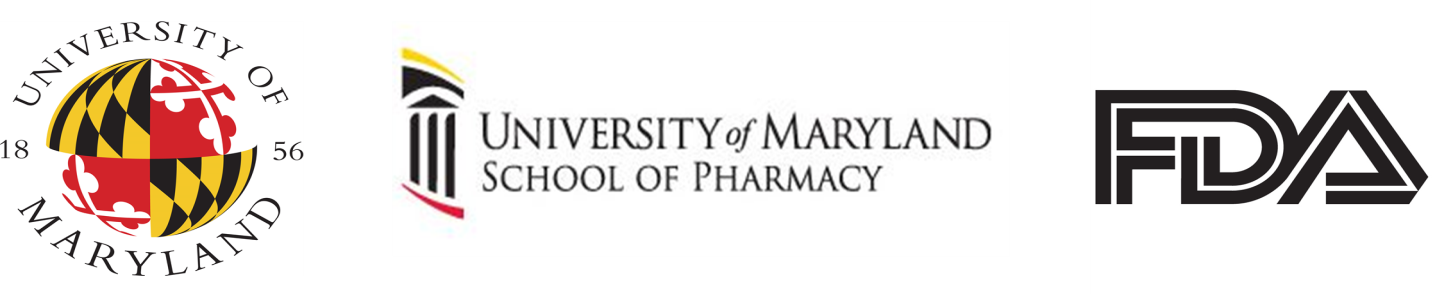 UNIVERSITY OF
18 56
MARYLAND
UNIVERSITY of MARYLAND
SCHOOL OF PHARMACY
FDA